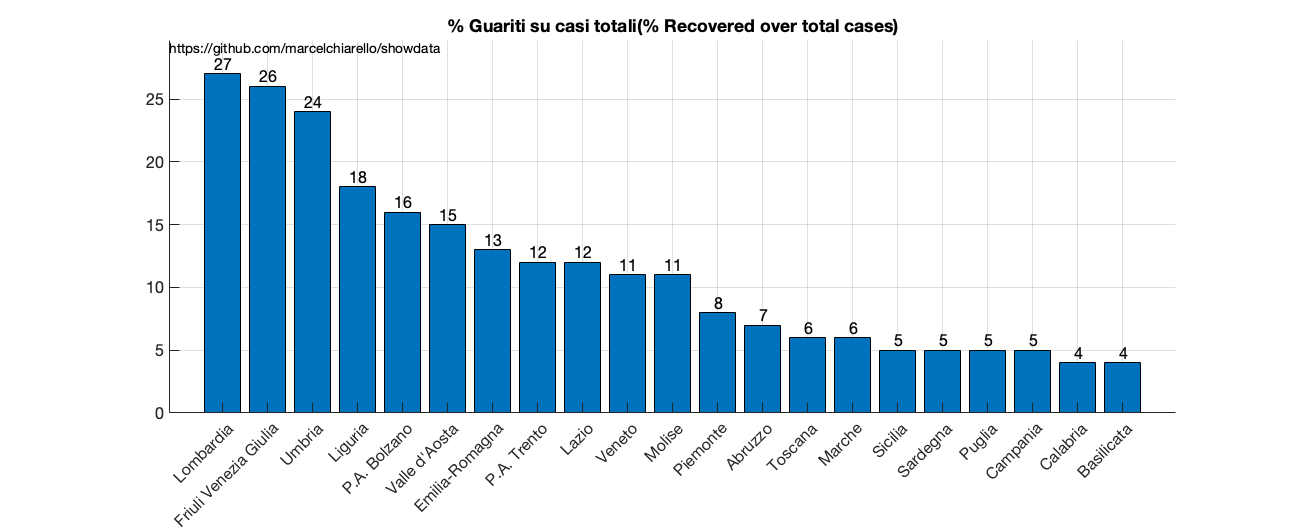 % Guariti su casi totali(% Recovered over total cases)
https://github.com/marcelchiarello/showdata
27
26
24
18
16
15
13
12
12
11
11
8
7
6
6
5
5
5
5
4
4
25
20
15
10
5
0
Lombardia
Friuli Venezia Giulia
Umbria
Liguria
P.A. Bolzano
Valle d'Aosta
Emilia-Romagna
P.A. Trento
Lazio
Veneto
Molise
Piemonte
Abruzzo
Toscana
Marche
Sicilia
Sardegna
Puglia
Campania
Calabria
Basilicata